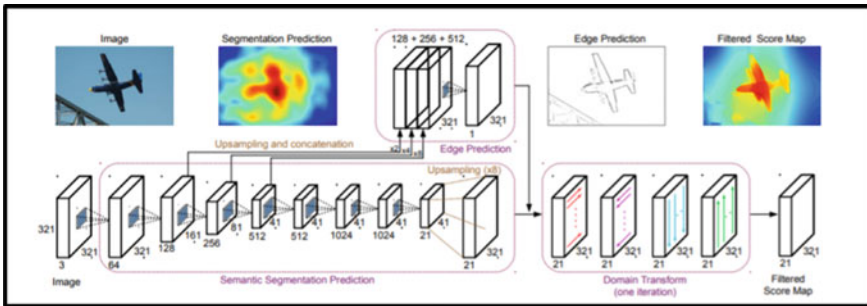 Image
Segmentation Prediction
128 + 256 + 512
Edge Prediction
Filtered Score Map
321
321
1
Upsampling and concatenation
x2
x4
x8
Edge Prediction
Upsampling (x8)
321
3
321
64
321
128
161
256
81
512
41
512
41
1024
41
1024
41
21
41
21
321
21
321
21
321
21
321
21
321
21
321
Image
Semantic Segmentation Prediction
Domain Transform
(one iteration)
Filtered
Score Map